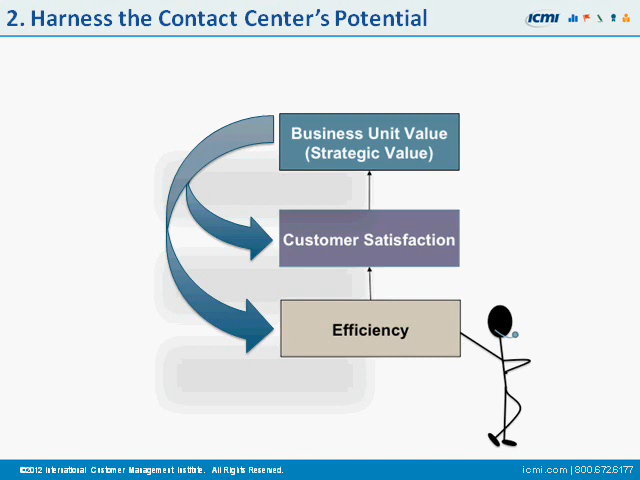 2. Harness the Contact Center's Potential
ICMI
Business Unit Value
(Strategic Value)
Customer Satisfaction
Efficiency
©2012 International Customer Management Institute. All Rights Reserved.
icmi.com | 800.672.6177